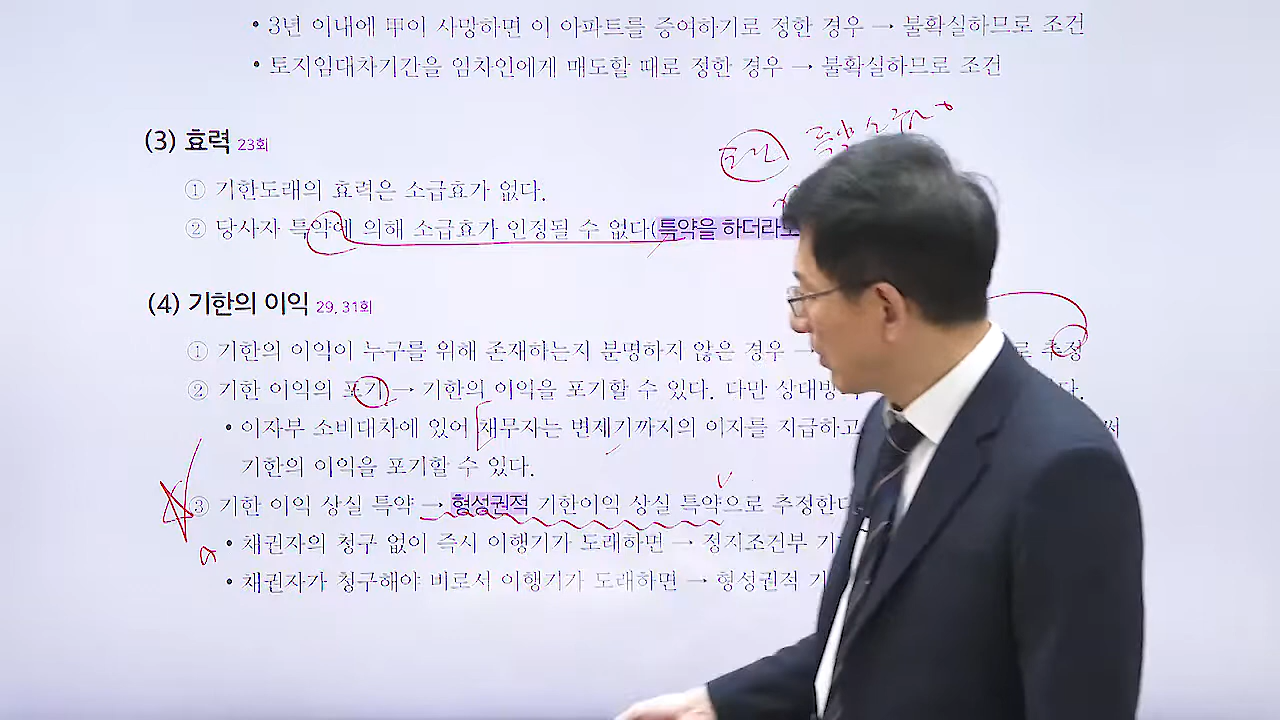 • 3년 이내에 甲이 사망하면 이 아파트를 증여하기로 정한 경우 → 불확실하므로 조건
• 토지임대차기간을 임차인에게 매도할 때로 정한 경우 → 불확실하므로 조건
(3) 효력 23회
① 기한도래의 효력은 소급효가 없다.
② 당사자 특약에 의해 소급효가 인정될 수 없다(특약을 하더라도
(4) 기한의 이익 29, 31회
① 기한의 이익이 누구를 위해 존재하는지 분명하지 않은 경우 → 로 추정
② 기한 이익의 포기 → 기한의 이익을 포기할 수 있다. 다만 상대방
• 이자부 소비대차에 있어 채무자는 변제기까지의 이자를 지급하고
기한의 이익을 포기할 수 있다.
③ 기한 이익 상실 특약 → 형성권적 기한이익 상실 특약으로 추정한다
• 채권자의 청구 없이 즉시 이행기가 도래하면 → 정지조건부
• 채권자가 청구해야 비로서 이행기가 도래하면 → 형성권적